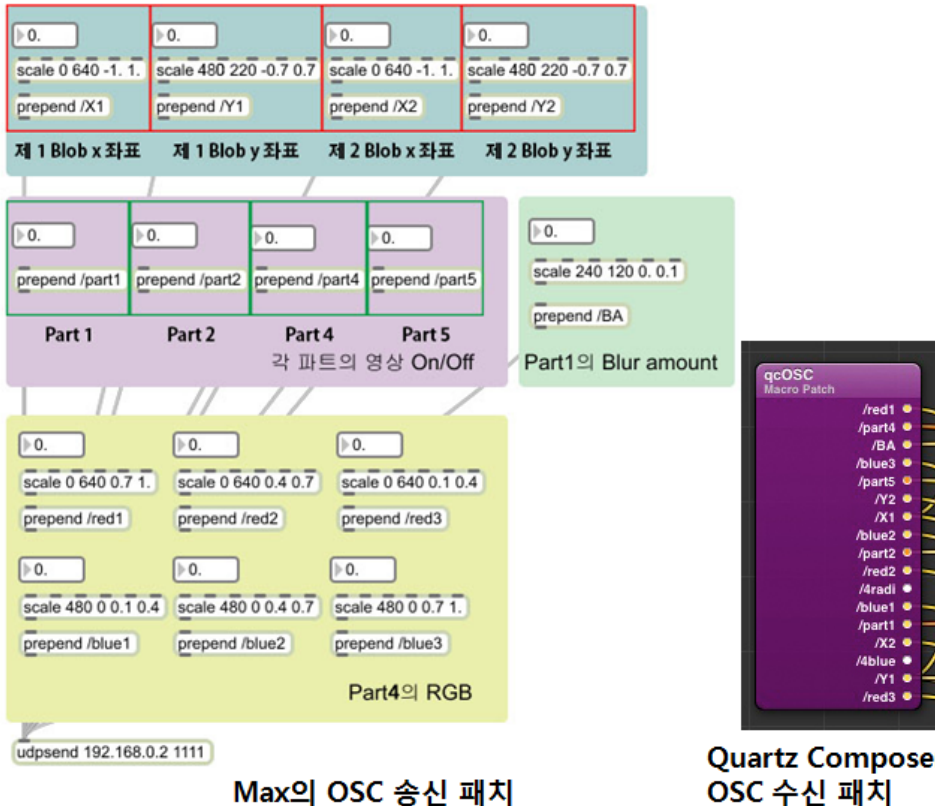 0. 0. 0. 0.
scale 0 640 -1. 1. scale 480 220 -0.7 0.7 scale 0 640 -1. 1. scale 480 220 -0.7 0.7
prepend /X1 prepend /Y1 prepend /X2 prepend /Y2
제 1 Blob x 좌표 제 1 Blob y 좌표 제 2 Blob x 좌표 제 2 Blob y 좌표
0. 0. 0. 0.
prepend /part1 prepend /part2 prepend /part4 prepend /part5
Part 1 Part 2 Part 4 Part 5
각 파트의 영상 On/Off
0.
scale 240 120 0. 0.1
prepend /BA
Part1의 Blur amount
0. 0. 0.
scale 0 640 0.7 1. scale 0 640 0.4 0.7 scale 0 640 0.1 0.4
prepend /red1 prepend /red2 prepend /red3
0. 0. 0.
scale 480 0 0.1 0.4 scale 480 0 0.4 0.7 scale 480 0 0.7 1.
prepend /blue1 prepend /blue2 prepend /blue3
Part4의 RGB
udpsend 192.168.0.2 1111
Max의 OSC 송신 패치
qcOSC
Macro Patch
/red1
/part4
/BA
/blue3
/part5
/Y2
/X1
/blue2
/part2
/red2
/4radi
/blue1
/part1
/X2
/4blue
/Y1
/red3
Quartz Compose
OSC 수신 패치